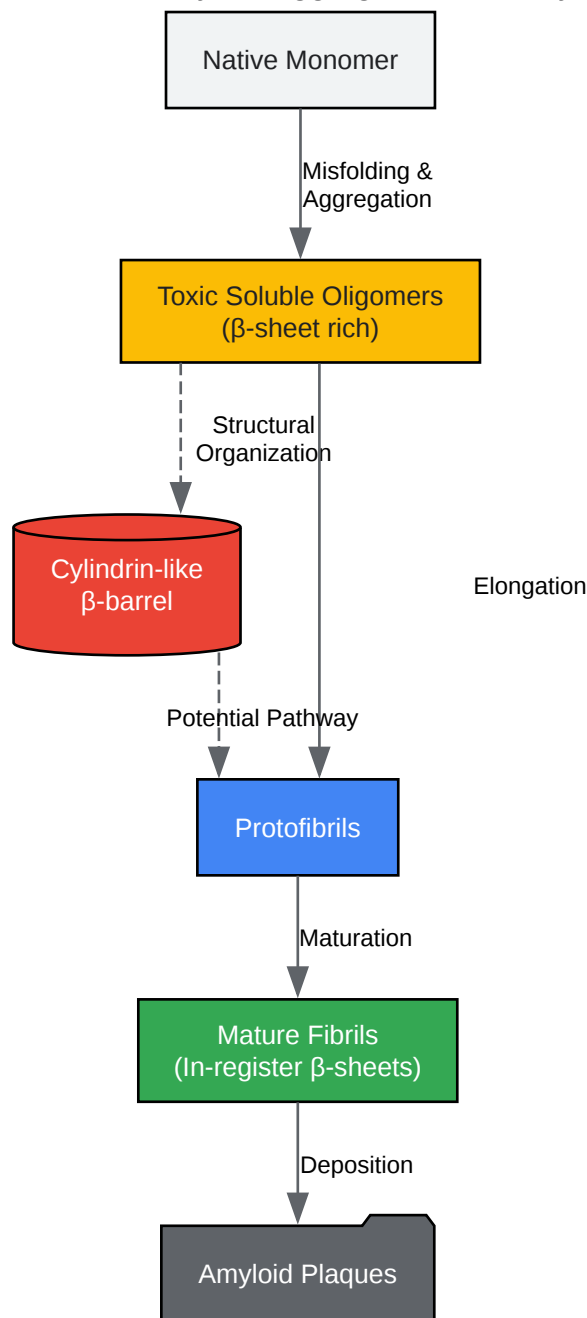 Native Monomer
Misfolding &
Aggregation
Toxic Soluble Oligomers
(β-sheet rich)
Structural
Organization
Cylindrin-like
β-barrel
Elongation
Potential Pathway
Protofibrils
Maturation
Mature Fibrils
(In-register β-sheets)
Deposition
Amyloid Plaques